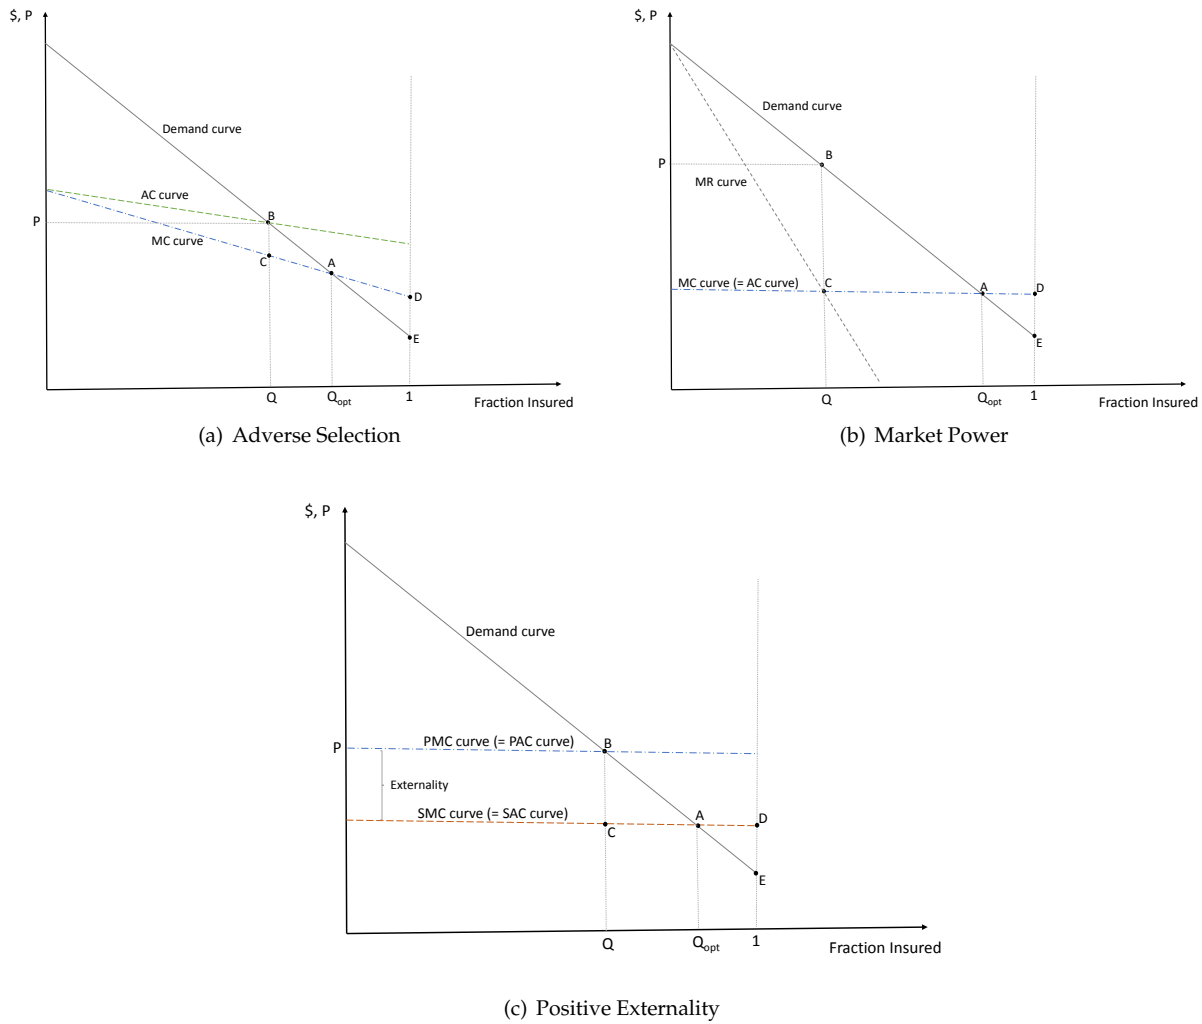 $, P
Demand curve
AC curve
P
B
MC curve
C
A
D
E
Q
Qopt
1
Fraction Insured
(a) Adverse Selection
$, P
Demand curve
B
P
MR curve
MC curve (= AC curve)
C
A
D
E
Q
Qopt
1
Fraction Insured
(b) Market Power
$, P
Demand curve
P
PMC curve (= PAC curve)
B
Externality
SMC curve (= SAC curve)
A
D
C
E
Q
Qopt
1
Fraction Insured
(c) Positive Externality